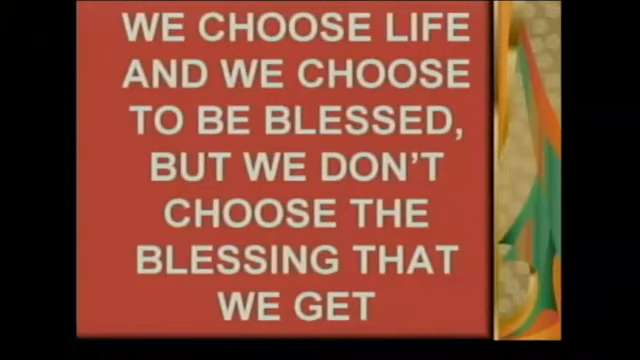 WE CHOOSE LIFE
AND WE CHOOSE
TO BE BLESSED,
BUT WE DON'T
CHOOSE THE
BLESSING THAT
WE GET